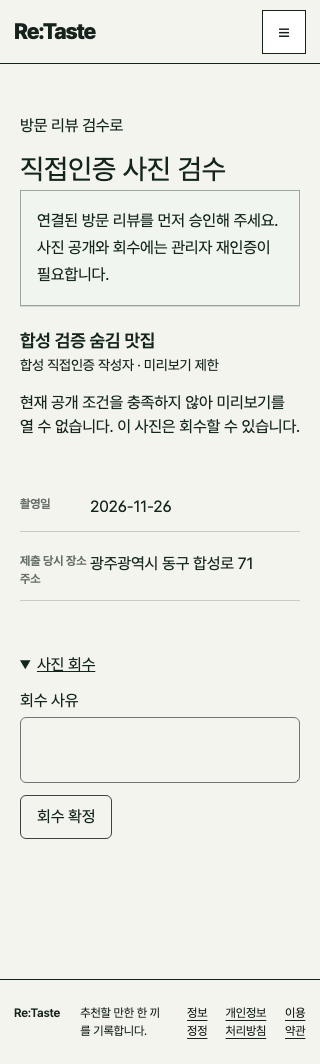 Re:Taste
≡
방문 리뷰 검수로
직접인증 사진 검수
연결된 방문 리뷰를 먼저 승인해 주세요.
사진 공개와 회수에는 관리자 재인증이
필요합니다.
합성 검증 숨김 맛집
합성 직접인증 작성자 · 미리보기 제한
현재 공개 조건을 충족하지 않아 미리보기를
열 수 없습니다. 이 사진은 회수할 수 있습니다.
촬영일 2026-11-26
제출 당시 장소 광주광역시 동구 합성로 71
주소
▼ 사진 회수
회수 사유
회수 확정
Re:Taste 추천할 만한 한 끼 정보 개인정보 이용
를 기록합니다. 정정 처리방침 약관